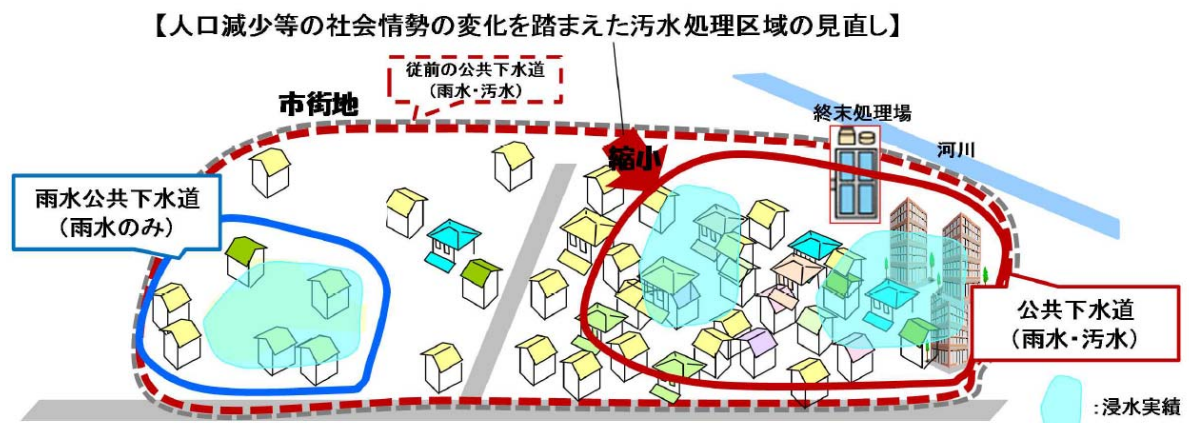 【人口減少等の社会情勢の変化を踏まえた汚水処理区域の見直し】
従前の公共下水道
(雨水・汚水)
市街地
終末処理場
縮小
河川
雨水公共下水道
(雨水のみ)
公共下水道
(雨水・汚水)
:浸水実績